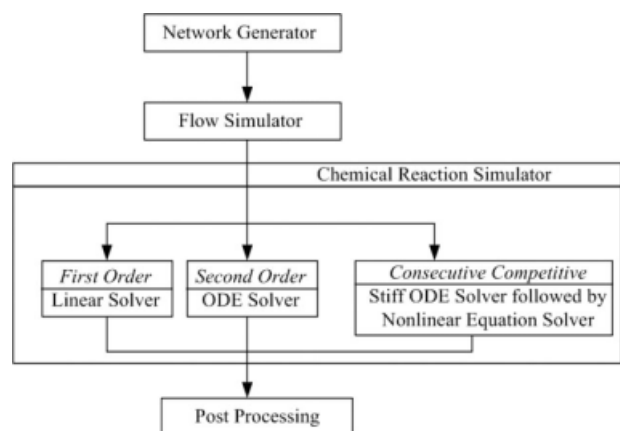 Network Generator
Flow Simulator
Chemical Reaction Simulator
First Order
Linear Solver
Second Order
ODE Solver
Consecutive Competitive
Stiff ODE Solver followed by
Nonlinear Equation Solver
Post Processing